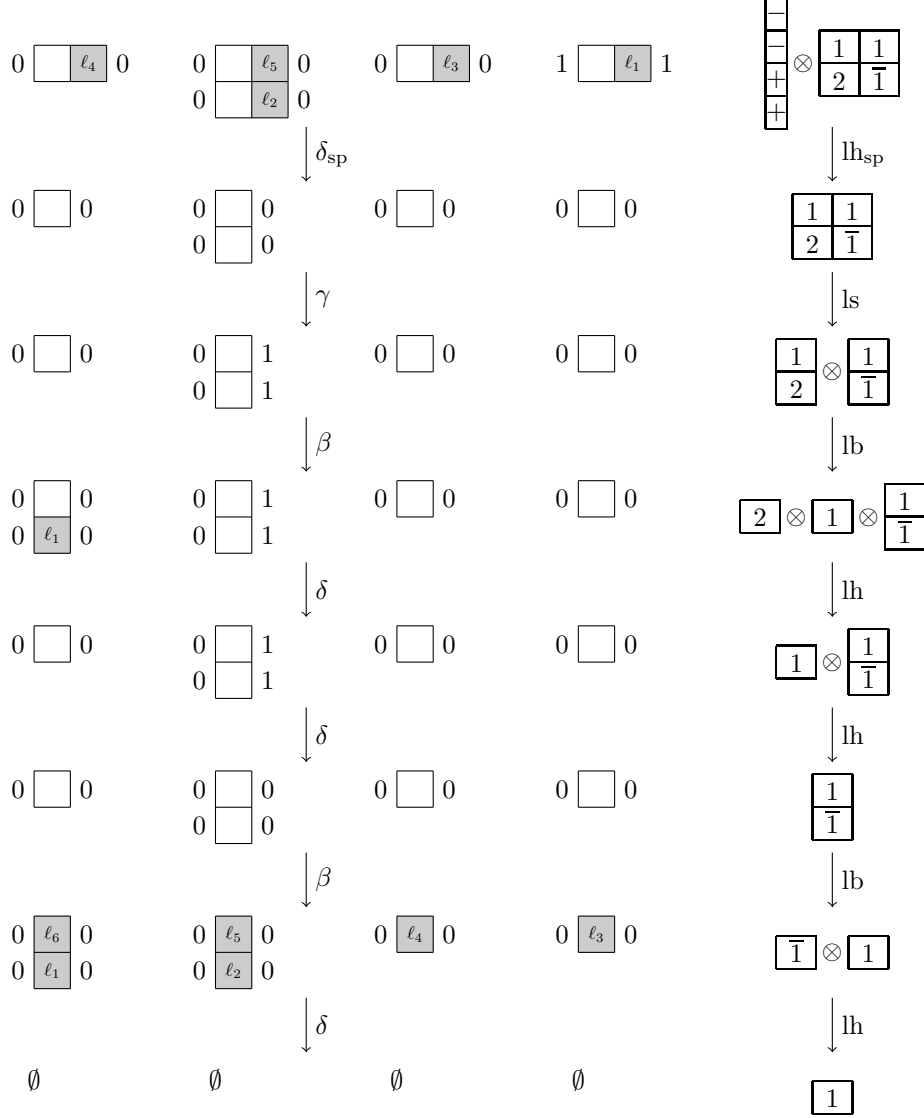 0 ℓ₄ 0 0 ℓ₅ 0 0 ℓ₃ 0 1 ℓ₁ 1 − − + + ⊗ 1 1
0 ℓ₂ 0 2 1̅
δ_sp lh_sp
0 0 0 0 0 0 0 0 1 1
0 0 2 1̅
γ ls
0 0 0 1 0 0 0 0 1 ⊗ 1
0 1 2 1̅
β lb
0 0 0 1 0 0 0 0 2 ⊗ 1 ⊗ 1
0 ℓ₁ 0 0 1 1̅
δ lh
0 0 0 1 0 0 0 0 1 ⊗ 1
0 1 1̅
δ lh
0 0 0 0 0 0 0 0 1
0 0 1̅
β lb
0 ℓ₆ 0 0 ℓ₅ 0 0 ℓ₄ 0 0 ℓ₃ 0 1̅ ⊗ 1
0 ℓ₁ 0 0 ℓ₂ 0
δ lh
∅ ∅ ∅ ∅ 1